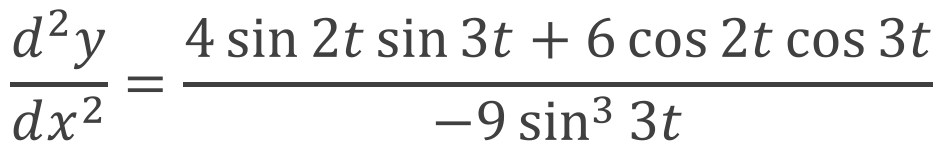 d²y/dx² = (4 sin 2t sin 3t + 6 cos 2t cos 3t)/(−9 sin³ 3t)